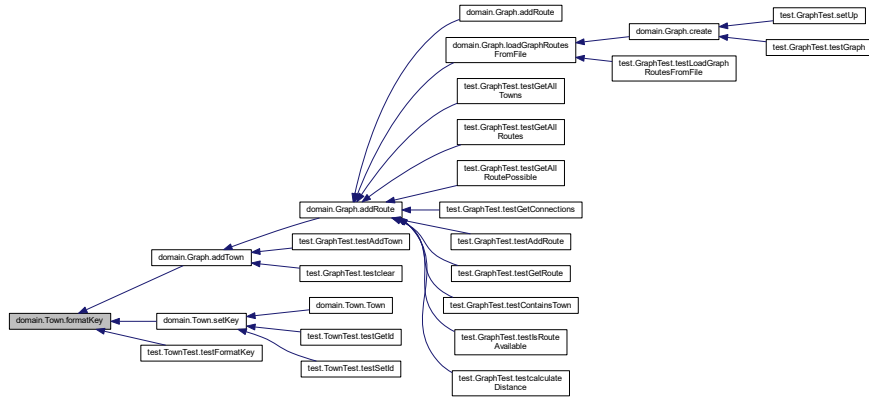 domain.Graph.addRoute
test.GraphTest.setUp
domain.Graph.create
domain.Graph.loadGraphRoutes
FromFile
test.GraphTest.testGraph
test.GraphTest.testLoadGraph
RoutesFromFile
test.GraphTest.testGetAll
Towns
test.GraphTest.testGetAll
Routes
test.GraphTest.testGetAll
RoutePossible
domain.Graph.addRoute
test.GraphTest.testGetConnections
test.GraphTest.testAddTown
test.GraphTest.testAddRoute
domain.Graph.addTown
test.GraphTest.testclear
test.GraphTest.testGetRoute
domain.Town.Town
test.GraphTest.testContainsTown
domain.Town.formatKey
domain.Town.setKey
test.TownTest.testGetId
test.GraphTest.testIsRoute
Available
test.TownTest.testFormatKey
test.TownTest.testSetId
test.GraphTest.testcalculate
Distance